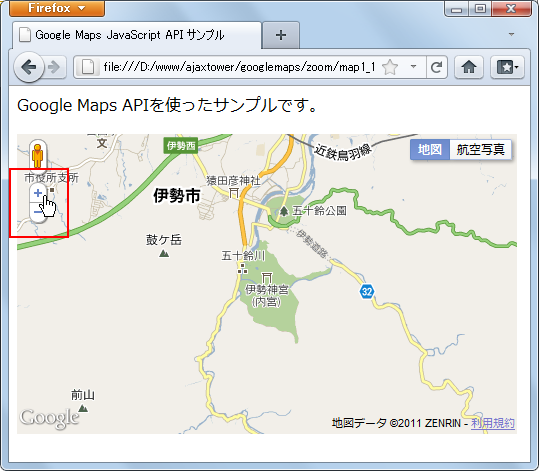 Firefox
Google Maps JavaScript API サンプル
file:///D:/www/ajaxtower/googlemaps/zoom/map1_1
Google Maps APIを使ったサンプルです。
伊勢西
近鉄鳥羽線
地図
航空写真
市役所支所
伊勢市
猿田彦神社
五十鈴公園
鼓ケ岳
五十鈴川
伊勢道路
伊勢神宮
(内宮)
32
前山
Google
地図データ ©2011 ZENRIN - 利用規約